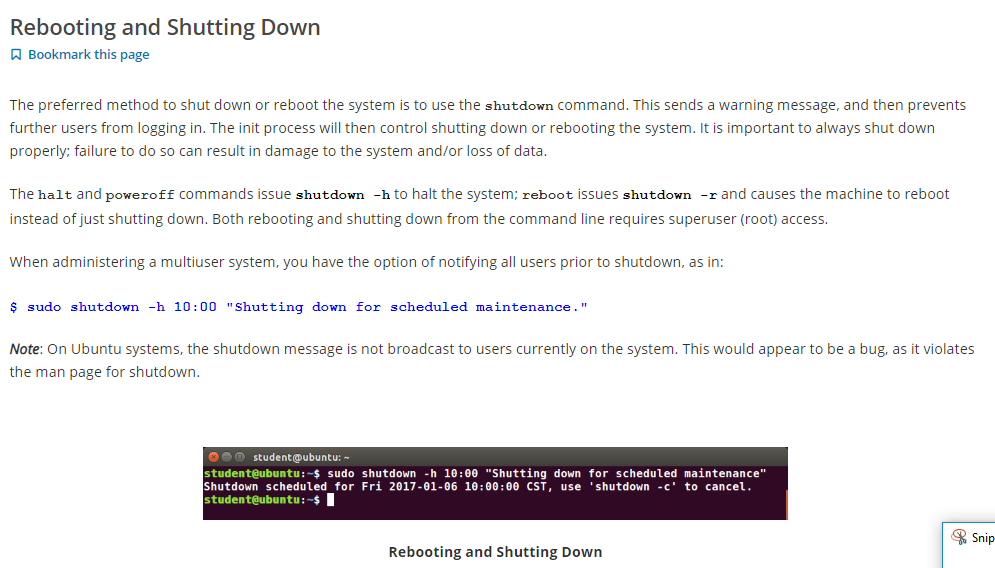 Rebooting and Shutting Down
Bookmark this page
The preferred method to shut down or reboot the system is to use the shutdown command. This sends a warning message, and then prevents
further users from logging in. The init process will then control shutting down or rebooting the system. It is important to always shut down
properly; failure to do so can result in damage to the system and/or loss of data.
The halt and poweroff commands issue shutdown -h to halt the system; reboot issues shutdown -r and causes the machine to reboot
instead of just shutting down. Both rebooting and shutting down from the command line requires superuser (root) access.
When administering a multiuser system, you have the option of notifying all users prior to shutdown, as in:
$ sudo shutdown -h 10:00 "Shutting down for scheduled maintenance."
Note: On Ubuntu systems, the shutdown message is not broadcast to users currently on the system. This would appear to be a bug, as it violates
the man page for shutdown.
student@ubuntu: ~
student@ubuntu:~$ sudo shutdown -h 10:00 "Shutting down for scheduled maintenance"
Shutdown scheduled for Fri 2017-01-06 10:00:00 CST, use 'shutdown -c' to cancel.
student@ubuntu:~$
Snip
Rebooting and Shutting Down